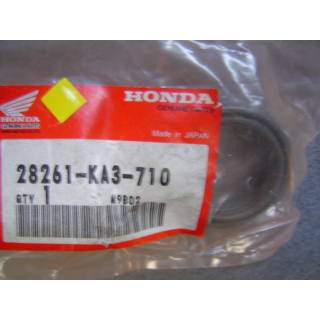 HONDA
HONDA
GENUINE PARTS
Made in JAPAN
28261-KA3-710
QTY 1